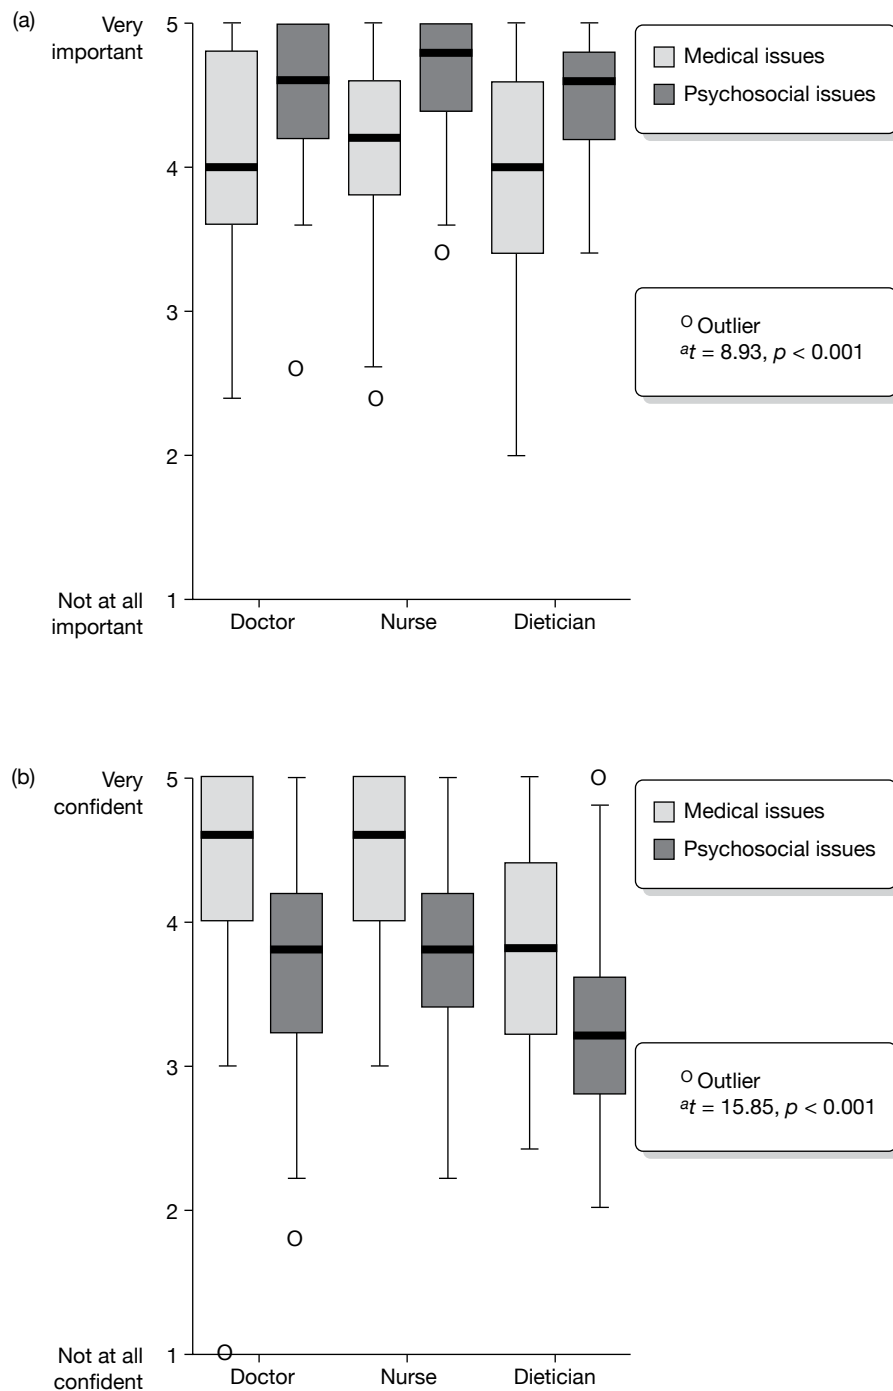 (a)
Very
important
5
4
3
2
Not at all
important
1
Doctor
Nurse
Dietician
Medical issues
Psychosocial issues
O Outlier
at = 8.93, p < 0.001
(b)
Very
confident
5
4
3
2
Not at all
confident
1
Doctor
Nurse
Dietician
Medical issues
Psychosocial issues
O Outlier
at = 15.85, p < 0.001